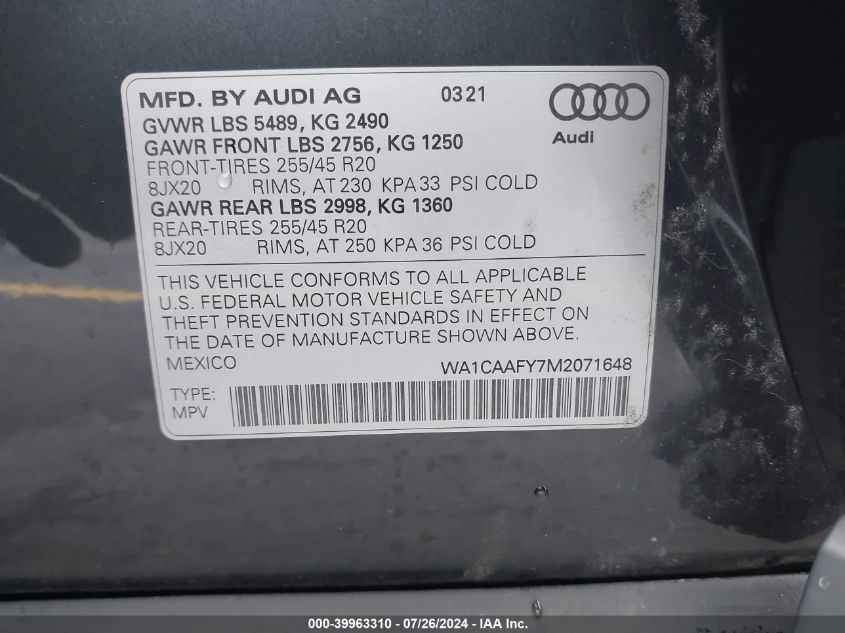 MFD. BY AUDI AG 0321
GVWR LBS 5489, KG 2490
GAWR FRONT LBS 2756, KG 1250
Audi
FRONT-TIRES 255/45 R20
8JX20 RIMS, AT 230 KPA 33 PSI COLD
GAWR REAR LBS 2998, KG 1360
REAR-TIRES 255/45 R20
8JX20 RIMS, AT 250 KPA 36 PSI COLD
THIS VEHICLE CONFORMS TO ALL APPLICABLE
U.S. FEDERAL MOTOR VEHICLE SAFETY AND
THEFT PREVENTION STANDARDS IN EFFECT ON
THE DATE OF MANUFACTURE SHOWN ABOVE.
MEXICO WA1CAAFY7M2071648
TYPE:
MPV
000-39963310 - 07/26/2024 - IAA Inc.